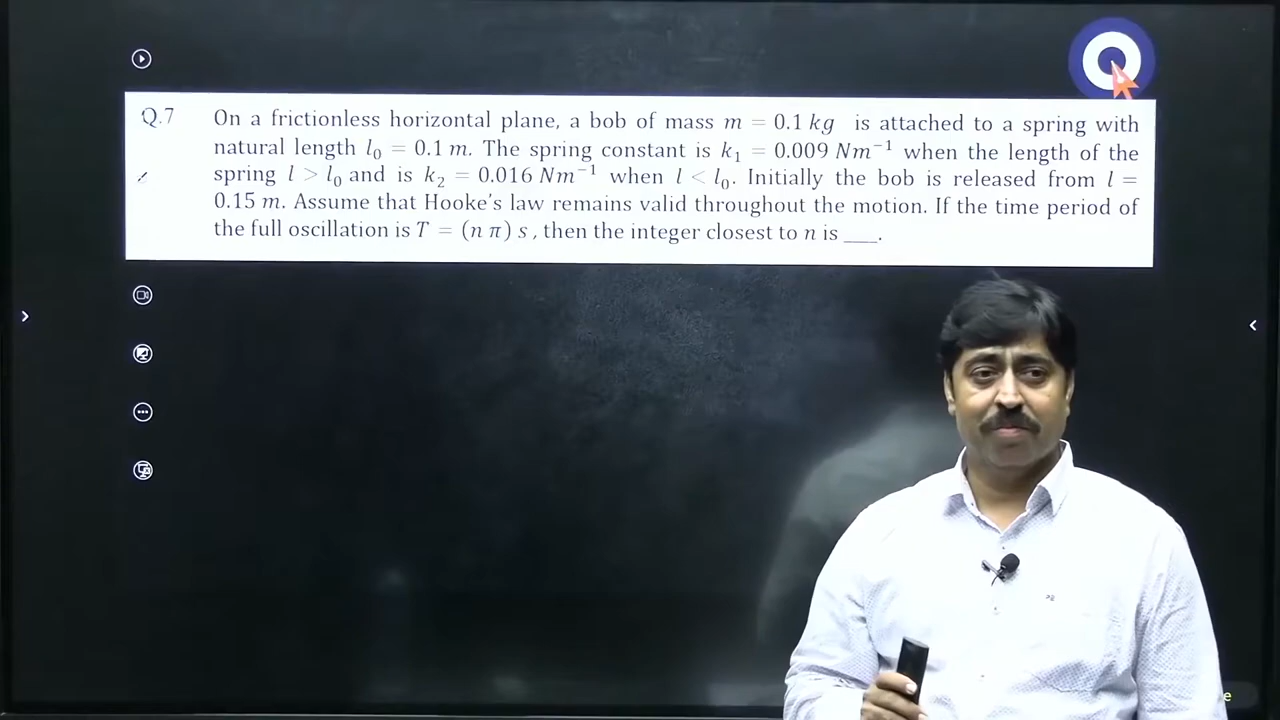 Q.7 On a frictionless horizontal plane, a bob of mass m = 0.1 kg is attached to a spring with
natural length l₀ = 0.1 m. The spring constant is k₁ = 0.009 Nm⁻¹ when the length of the
spring l > l₀ and is k₂ = 0.016 Nm⁻¹ when l < l₀. Initially the bob is released from l =
0.15 m. Assume that Hooke's law remains valid throughout the motion. If the time period of
the full oscillation is T = (n π) s, then the integer closest to n is ___.